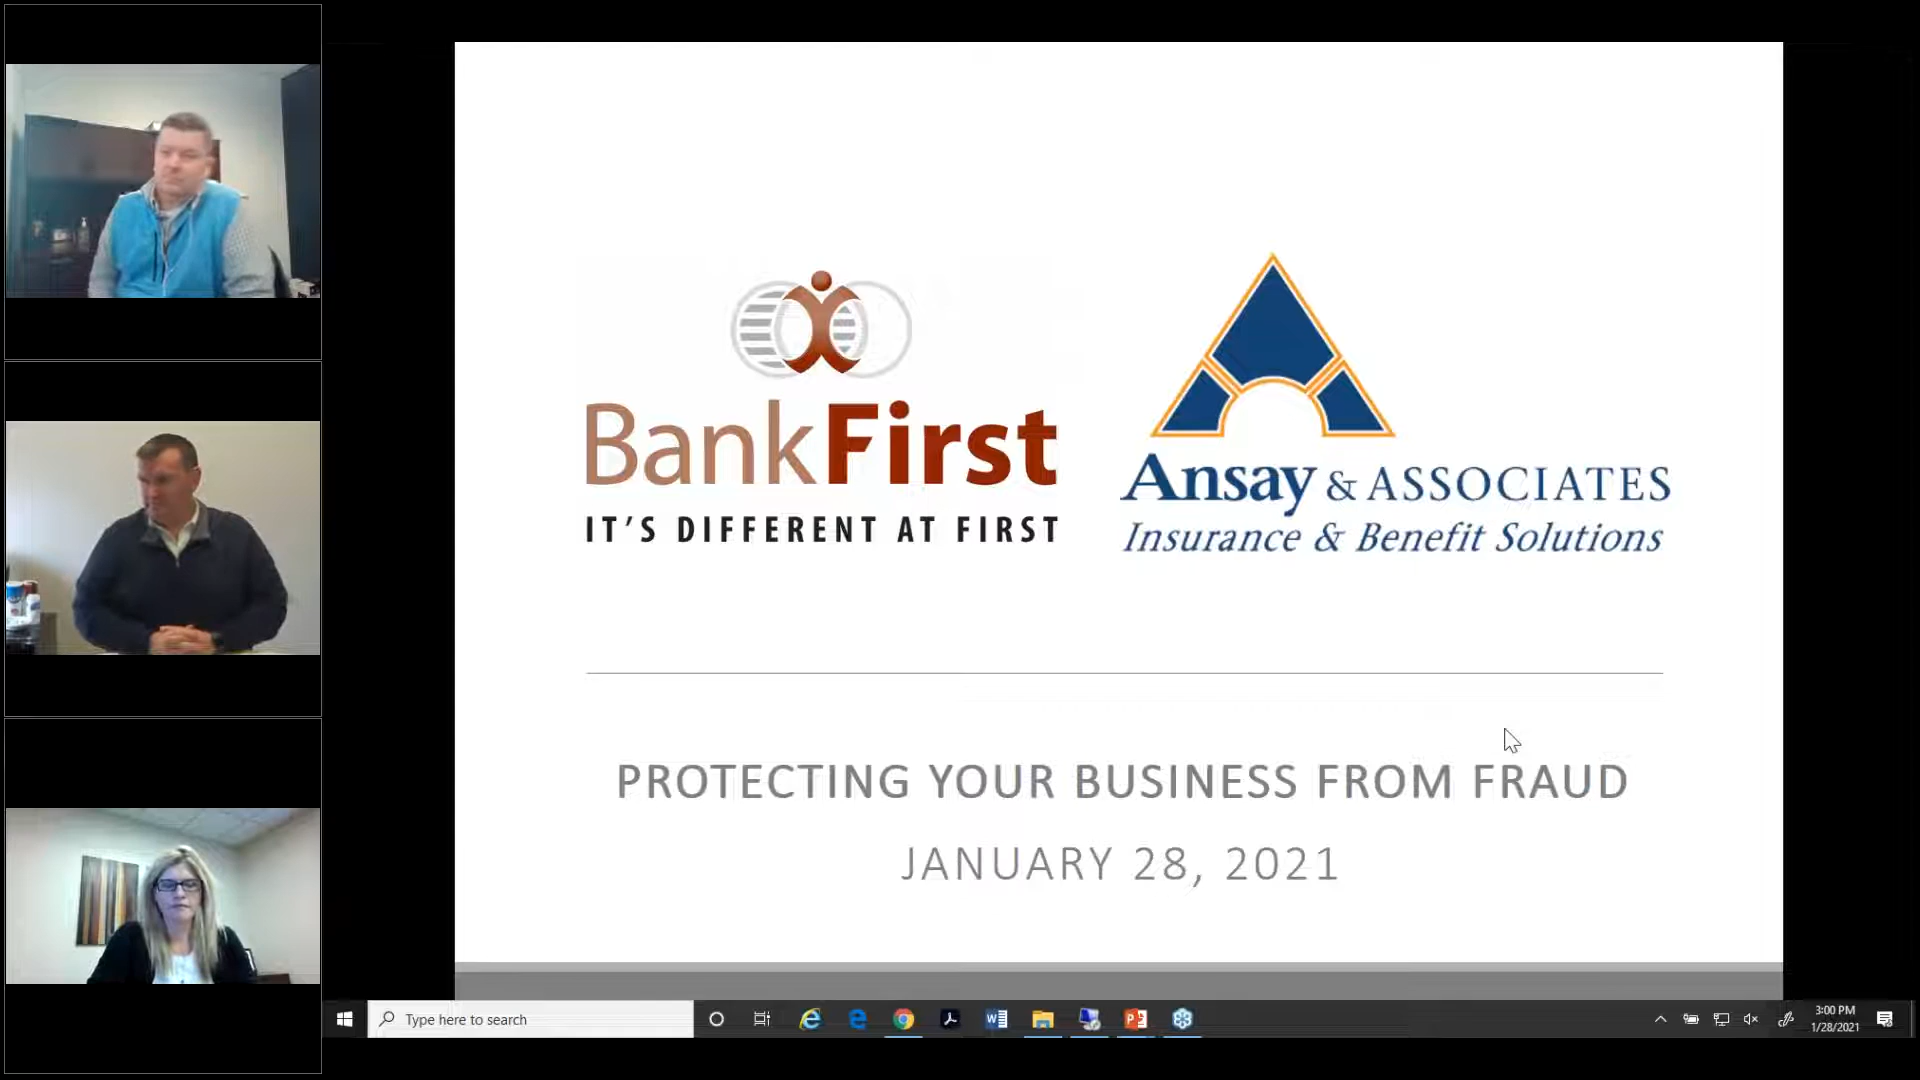 BankFirst
IT'S DIFFERENT AT FIRST
Ansay & ASSOCIATES
Insurance & Benefit Solutions
PROTECTING YOUR BUSINESS FROM FRAUD
JANUARY 28, 2021
Type here to search
3:00 PM
1/28/2021